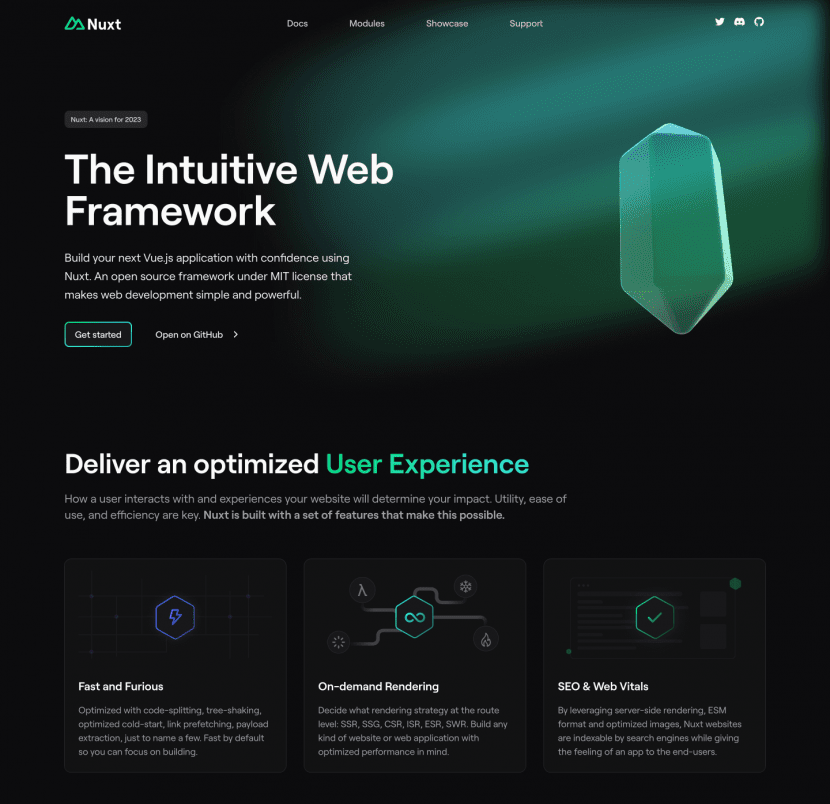 Nuxt
Docs
Modules
Showcase
Support
Nuxt: A vision for 2023
The Intuitive Web
Framework
Build your next Vue.js application with confidence using
Nuxt. An open source framework under MIT license that
makes web development simple and powerful.
Get started
Open on GitHub
Deliver an optimized User Experience
How a user interacts with and experiences your website will determine your impact. Utility, ease of
use, and efficiency are key. Nuxt is built with a set of features that make this possible.
λ
Fast and Furious
Optimized with code-splitting, tree-shaking,
optimized cold-start, link prefetching, payload
extraction, just to name a few. Fast by default
so you can focus on building.
On-demand Rendering
Decide what rendering strategy at the route
level: SSR, SSG, CSR, ISR, ESR, SWR. Build any
kind of website or web application with
optimized performance in mind.
SEO & Web Vitals
By leveraging server-side rendering, ESM
format and optimized images, Nuxt websites
are indexable by search engines while giving
the feeling of an app to the end-users.